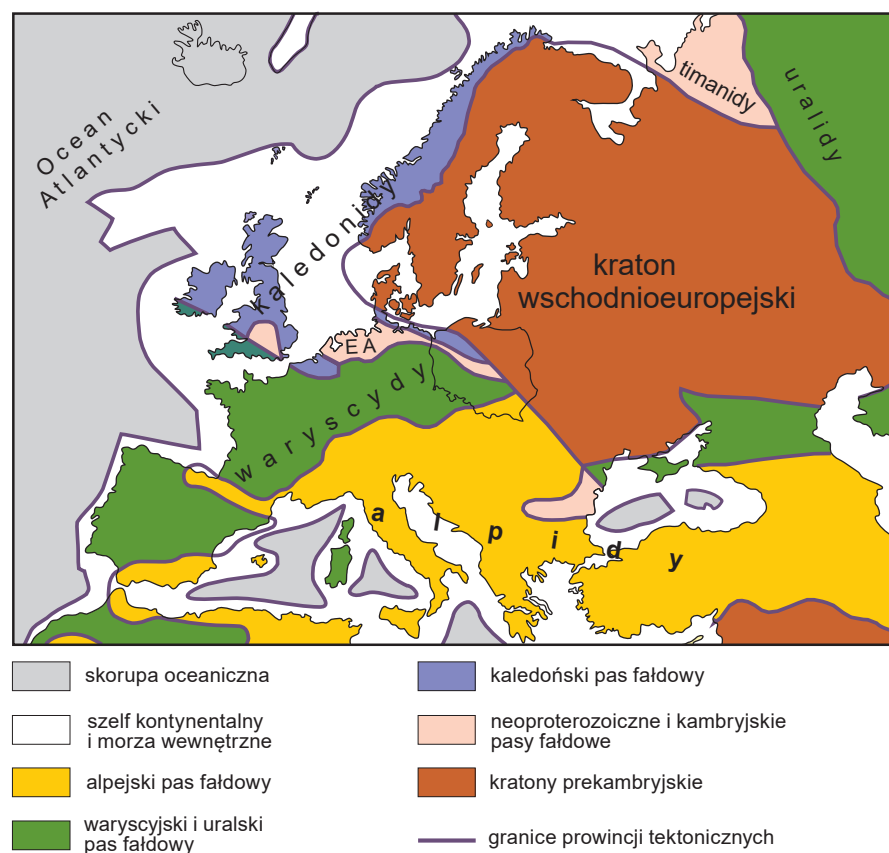 Ocean
Atlantycki
timanidy
uralidy
kaledonidy
kraton
wschodnioeuropejski
EA
waryscydy
alpidy
skorupa oceaniczna
szelf kontynentalny
i morza wewnętrzne
alpejski pas fałdowy
waryscyjski i uralski
pas fałdowy
kaledoński pas fałdowy
neoproterozoiczne i kambryjskie
pasy fałdowe
kratony prekambryjskie
granice prowincji tektonicznych